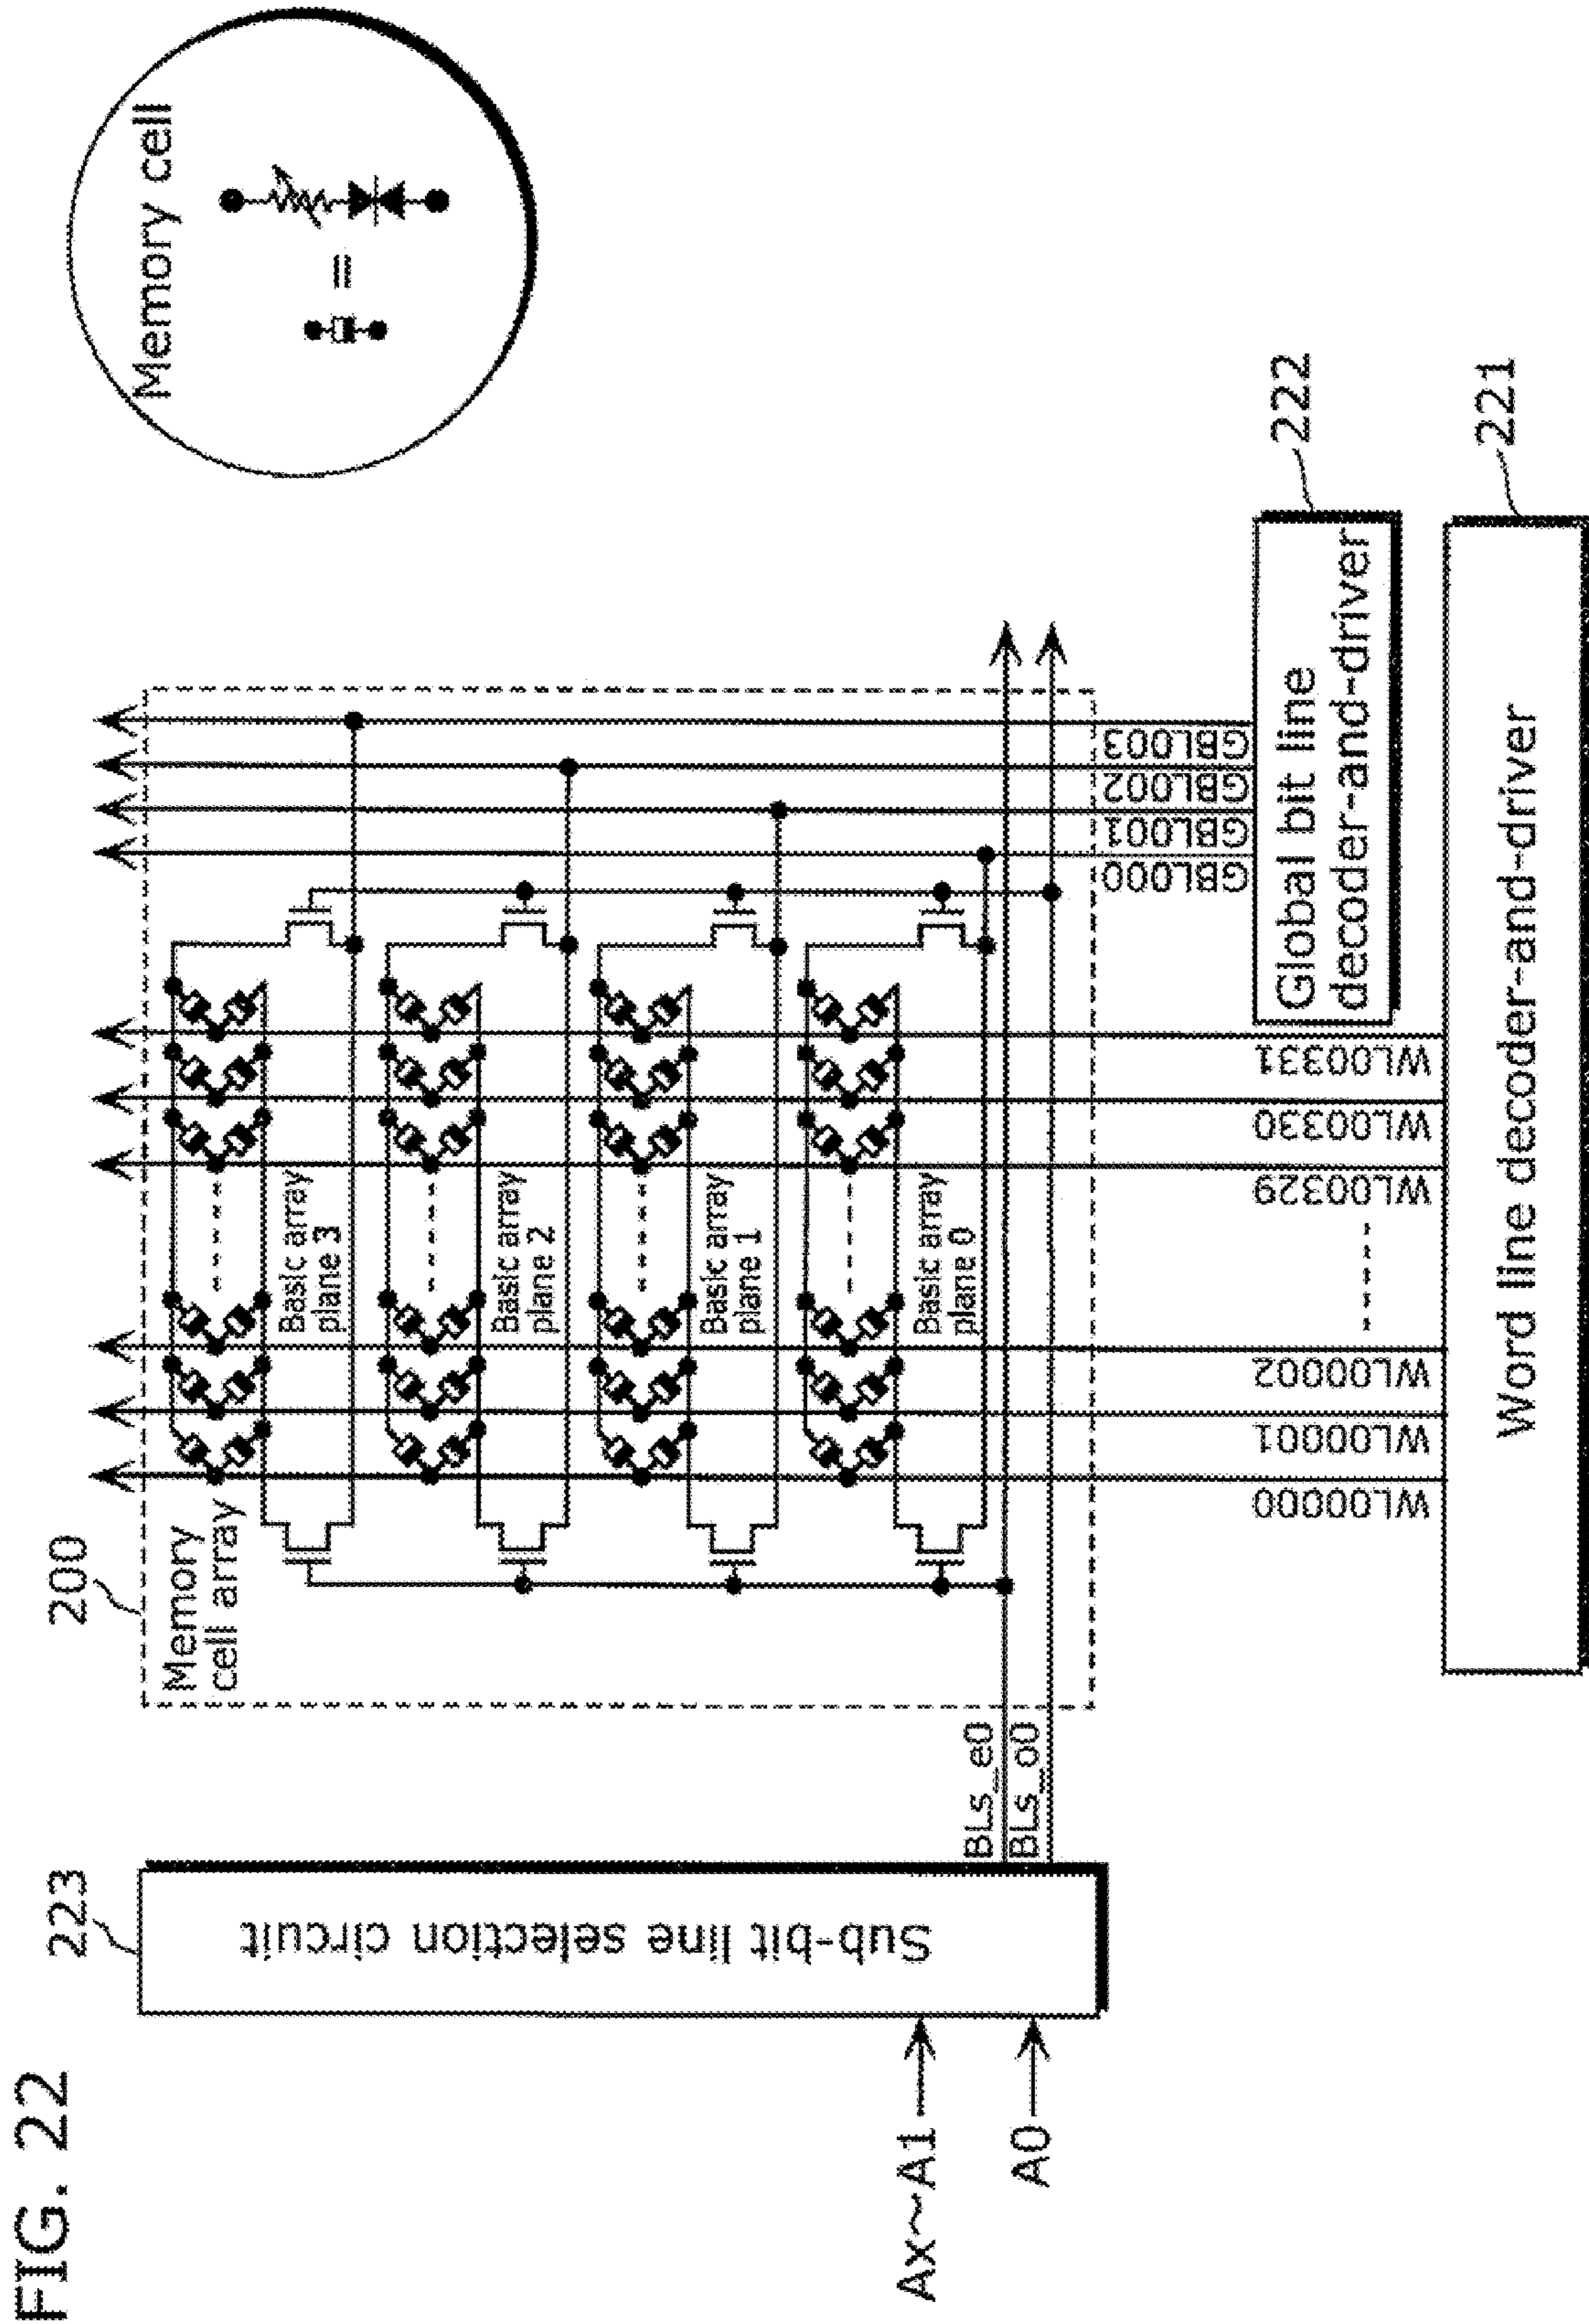 FIG. 22
223
Sub-bit line selection circuit
Ax~A1
A0
BLs_e0
BLs_o0
200
Memory
cell array
Basic array
plane 3
Basic array
plane 2
Basic array
plane 1
Basic array
plane 0
Memory cell
=
WL00000
WL00001
WL00002
WL00329
WL00330
WL00331
GBL000
GBL001
GBL002
GBL003
Global bit line
decoder-and-driver
222
Word line decoder-and-driver
221